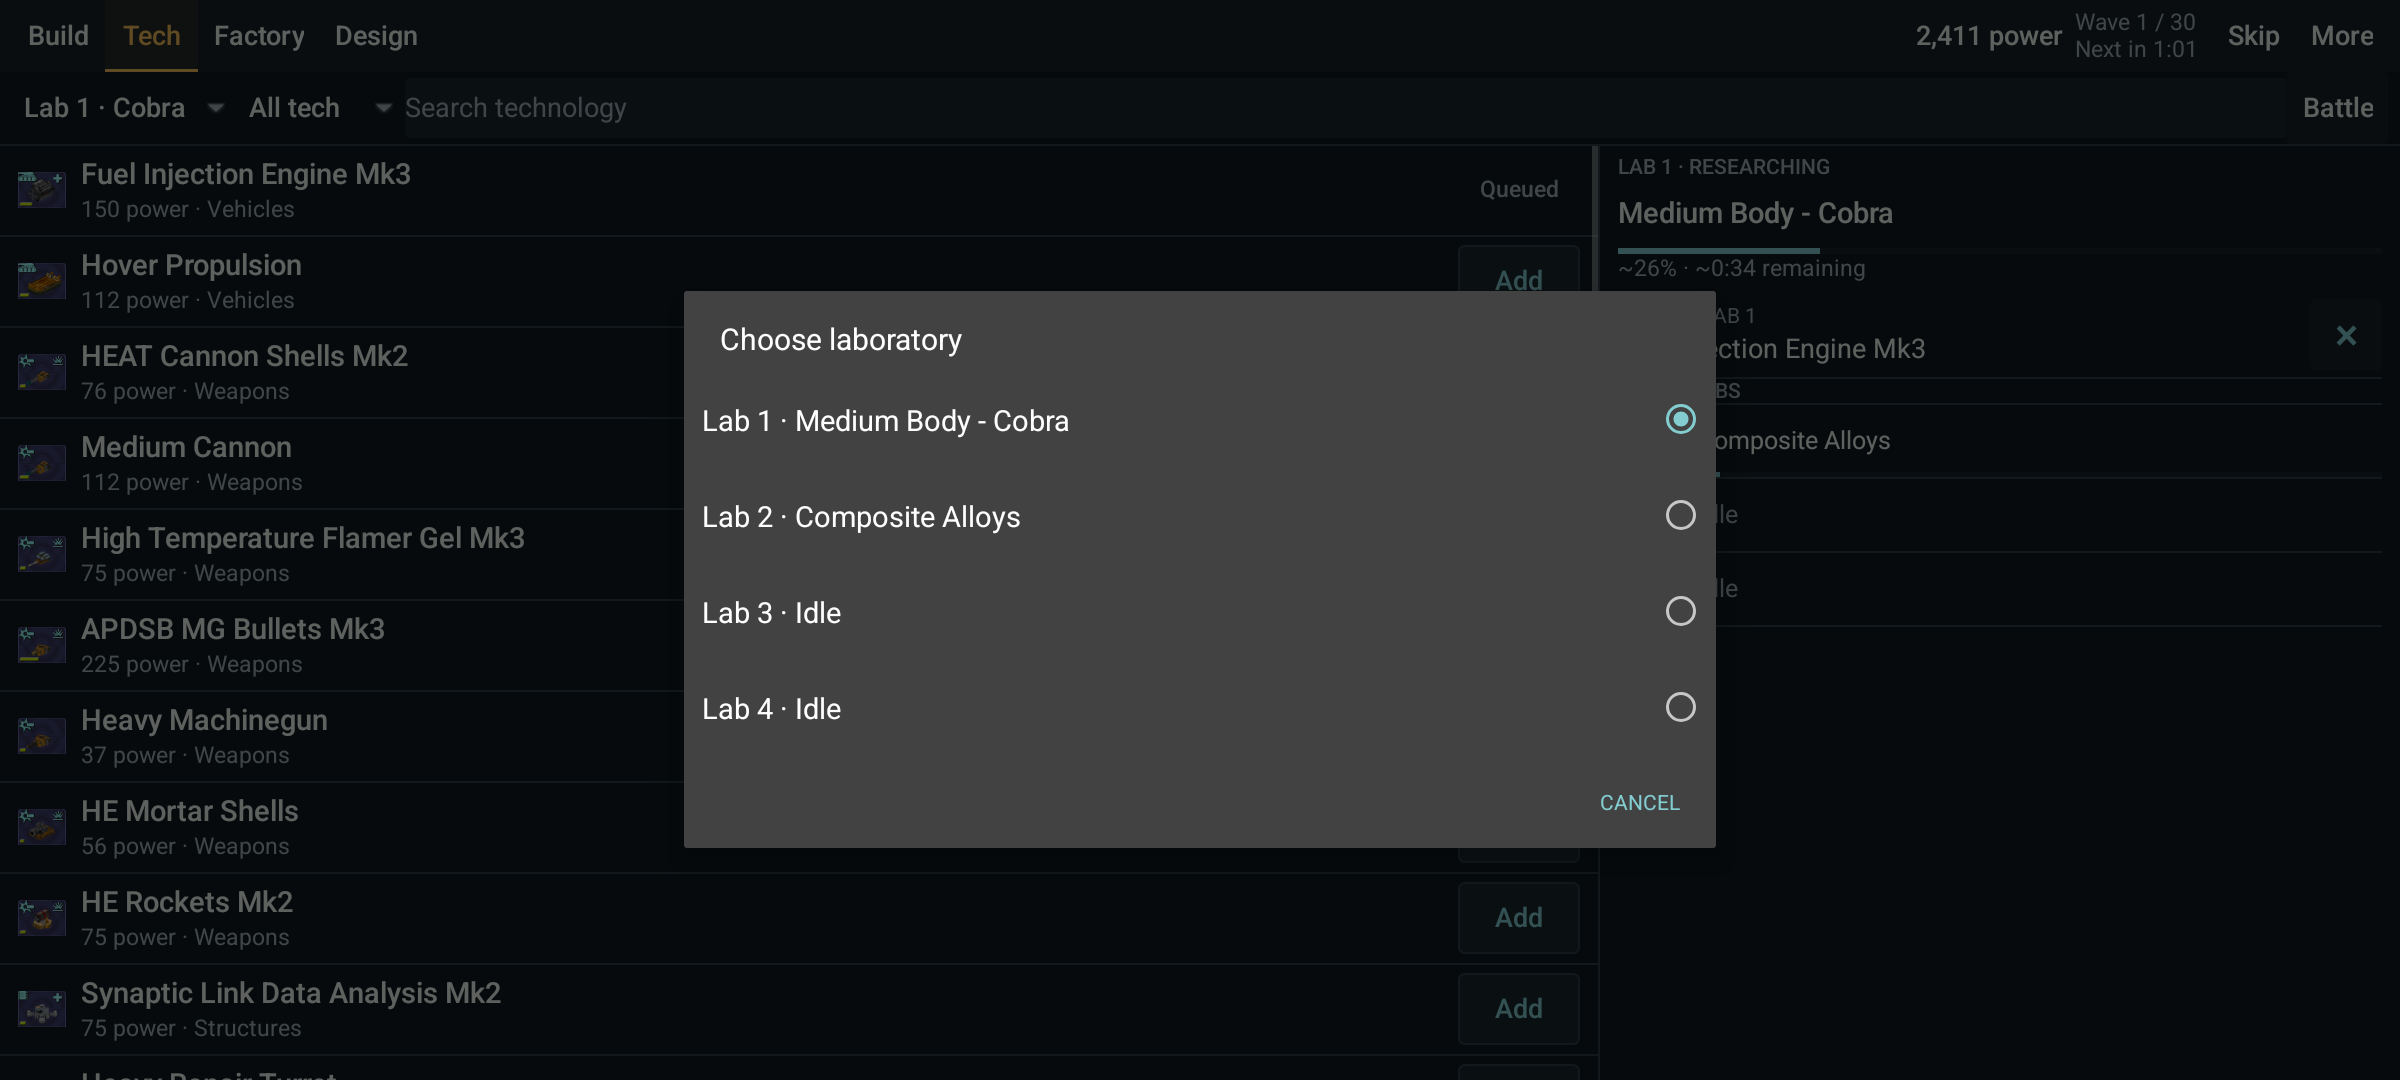 Build Tech Factory Design 2,411 power Wave 1 / 30 Next in 1:01 Skip More
Lab 1 · Cobra All tech Search technology Battle
Fuel Injection Engine Mk3
150 power · Vehicles
Queued
Hover Propulsion
112 power · Vehicles
Add
HEAT Cannon Shells Mk2
76 power · Weapons
Medium Cannon
112 power · Weapons
High Temperature Flamer Gel Mk3
75 power · Weapons
APDSB MG Bullets Mk3
225 power · Weapons
Heavy Machinegun
37 power · Weapons
HE Mortar Shells
56 power · Weapons
HE Rockets Mk2
75 power · Weapons
Add
Synaptic Link Data Analysis Mk2
75 power · Structures
Add
Choose laboratory
Lab 1 · Medium Body - Cobra
Lab 2 · Composite Alloys
Lab 3 · Idle
Lab 4 · Idle
CANCEL
LAB 1 · RESEARCHING
Medium Body - Cobra
~26% · ~0:34 remaining
AB 1
ction Engine Mk3
BS
omposite Alloys
le
le